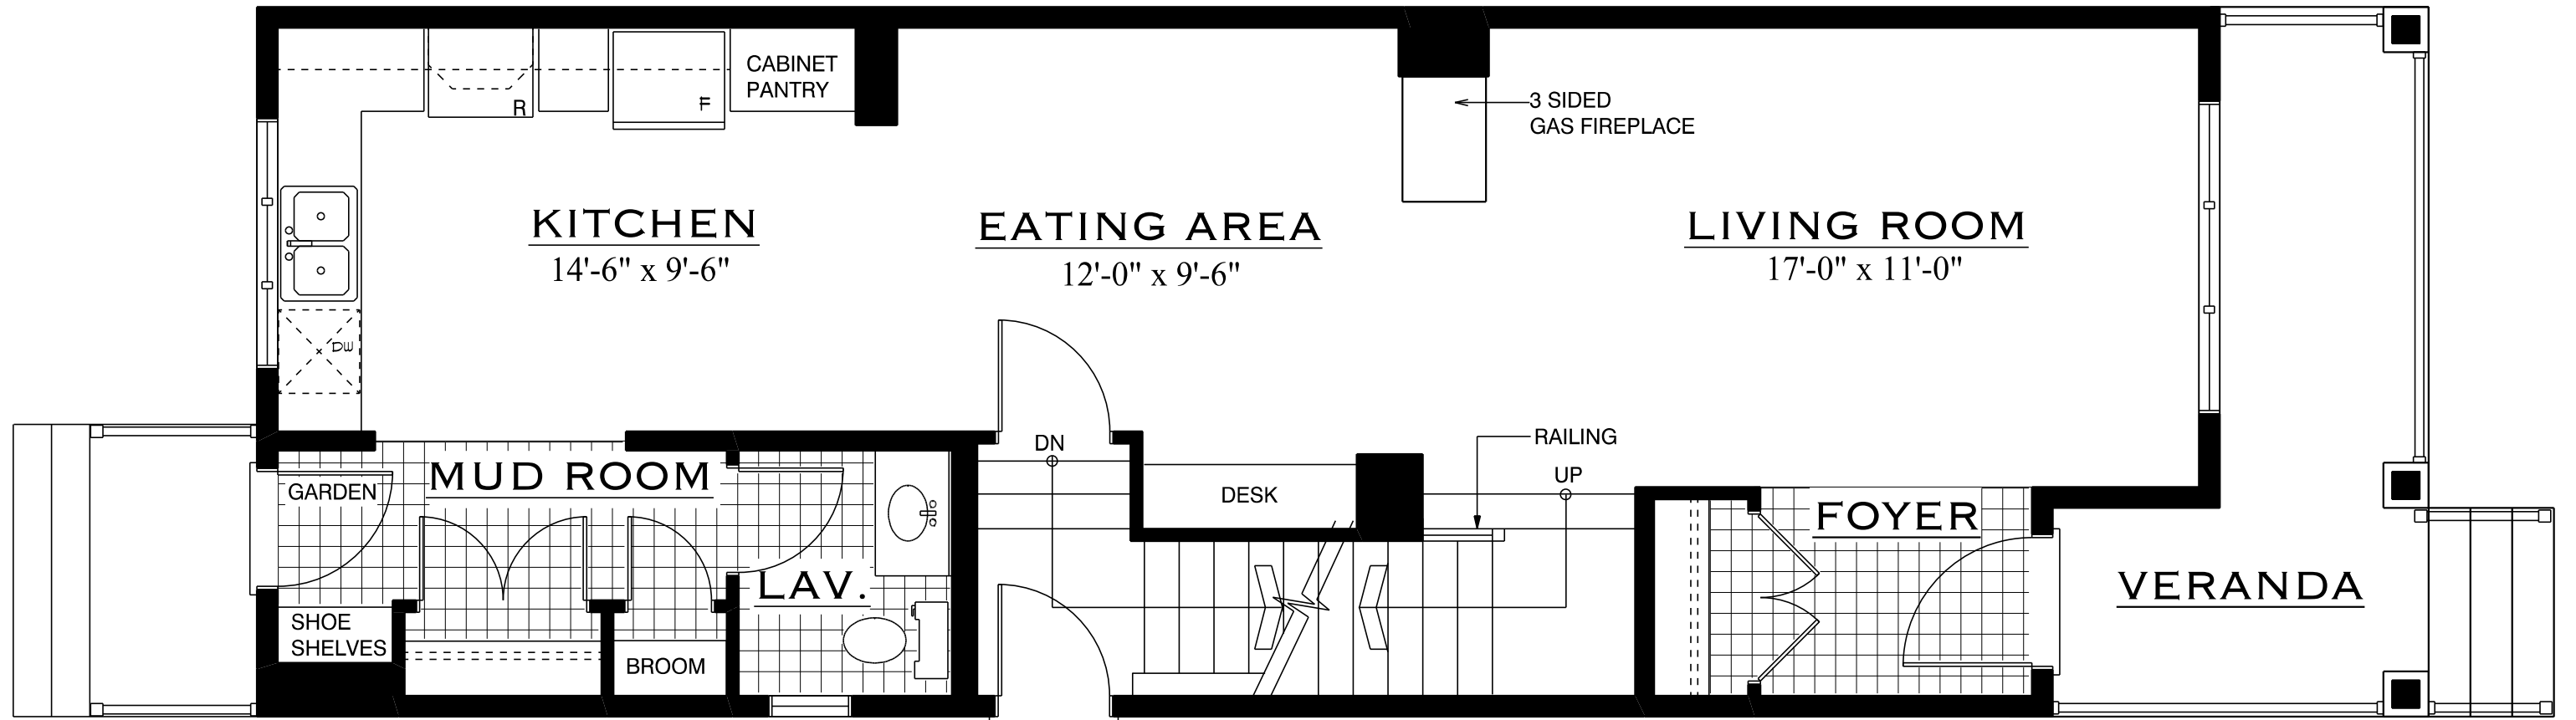 CABINET
PANTRY
R
F
3 SIDED
GAS FIREPLACE
KITCHEN
14'-6" x 9'-6"
EATING AREA
12'-0" x 9'-6"
LIVING ROOM
17'-0" x 11'-0"
DW
DN
RAILING
UP
MUD ROOM
GARDEN
DESK
FOYER
LAV.
VERANDA
SHOE
SHELVES
BROOM